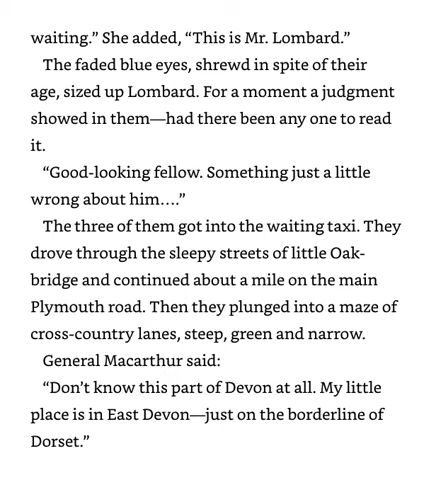 waiting.” She added, “This is Mr. Lombard.”
The faded blue eyes, shrewd in spite of their
age, sized up Lombard. For a moment a judgment
showed in them—had there been any one to read
it.
“Good-looking fellow. Something just a little
wrong about him....”
The three of them got into the waiting taxi. They
drove through the sleepy streets of little Oak-
bridge and continued about a mile on the main
Plymouth road. Then they plunged into a maze of
cross-country lanes, steep, green and narrow.
General Macarthur said:
“Don’t know this part of Devon at all. My little
place is in East Devon—just on the borderline of
Dorset.”